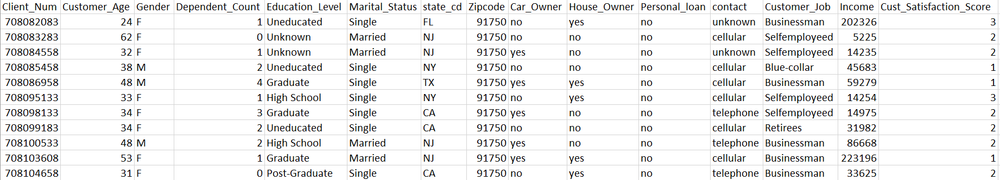 Client_Num Customer_Age Gender Dependent_Count Education_Level Marital_Status state_cd Zipcode Car_Owner House_Owner Personal_loan contact Customer_Job Income Cust_Satisfaction_Score
708082083 24 F 1 Uneducated Single FL 91750 no yes no unknown Businessman 202326 3
708083283 62 F 0 Unknown Married NJ 91750 no no no cellular Selfemployeed 5225 2
708084558 32 F 1 Unknown Married NJ 91750 yes no no unknown Selfemployeed 14235 2
708085458 38 M 2 Uneducated Single NY 91750 no no no cellular Blue-collar 45683 1
708086958 48 M 4 Graduate Single TX 91750 yes yes no cellular Businessman 59279 1
708095133 33 F 1 High School Single NY 91750 no yes no cellular Selfemployeed 14254 3
708098133 34 F 3 Graduate Single CA 91750 yes no no telephone Selfemployeed 14975 2
708099183 34 F 2 Uneducated Single CA 91750 no no no cellular Retirees 31982 2
708100533 48 M 2 High School Married NJ 91750 yes no no telephone Businessman 86668 2
708103608 53 F 1 Graduate Married NJ 91750 yes yes no cellular Businessman 223196 1
708104658 31 F 0 Post-Graduate Single CA 91750 no yes no telephone Businessman 33625 2